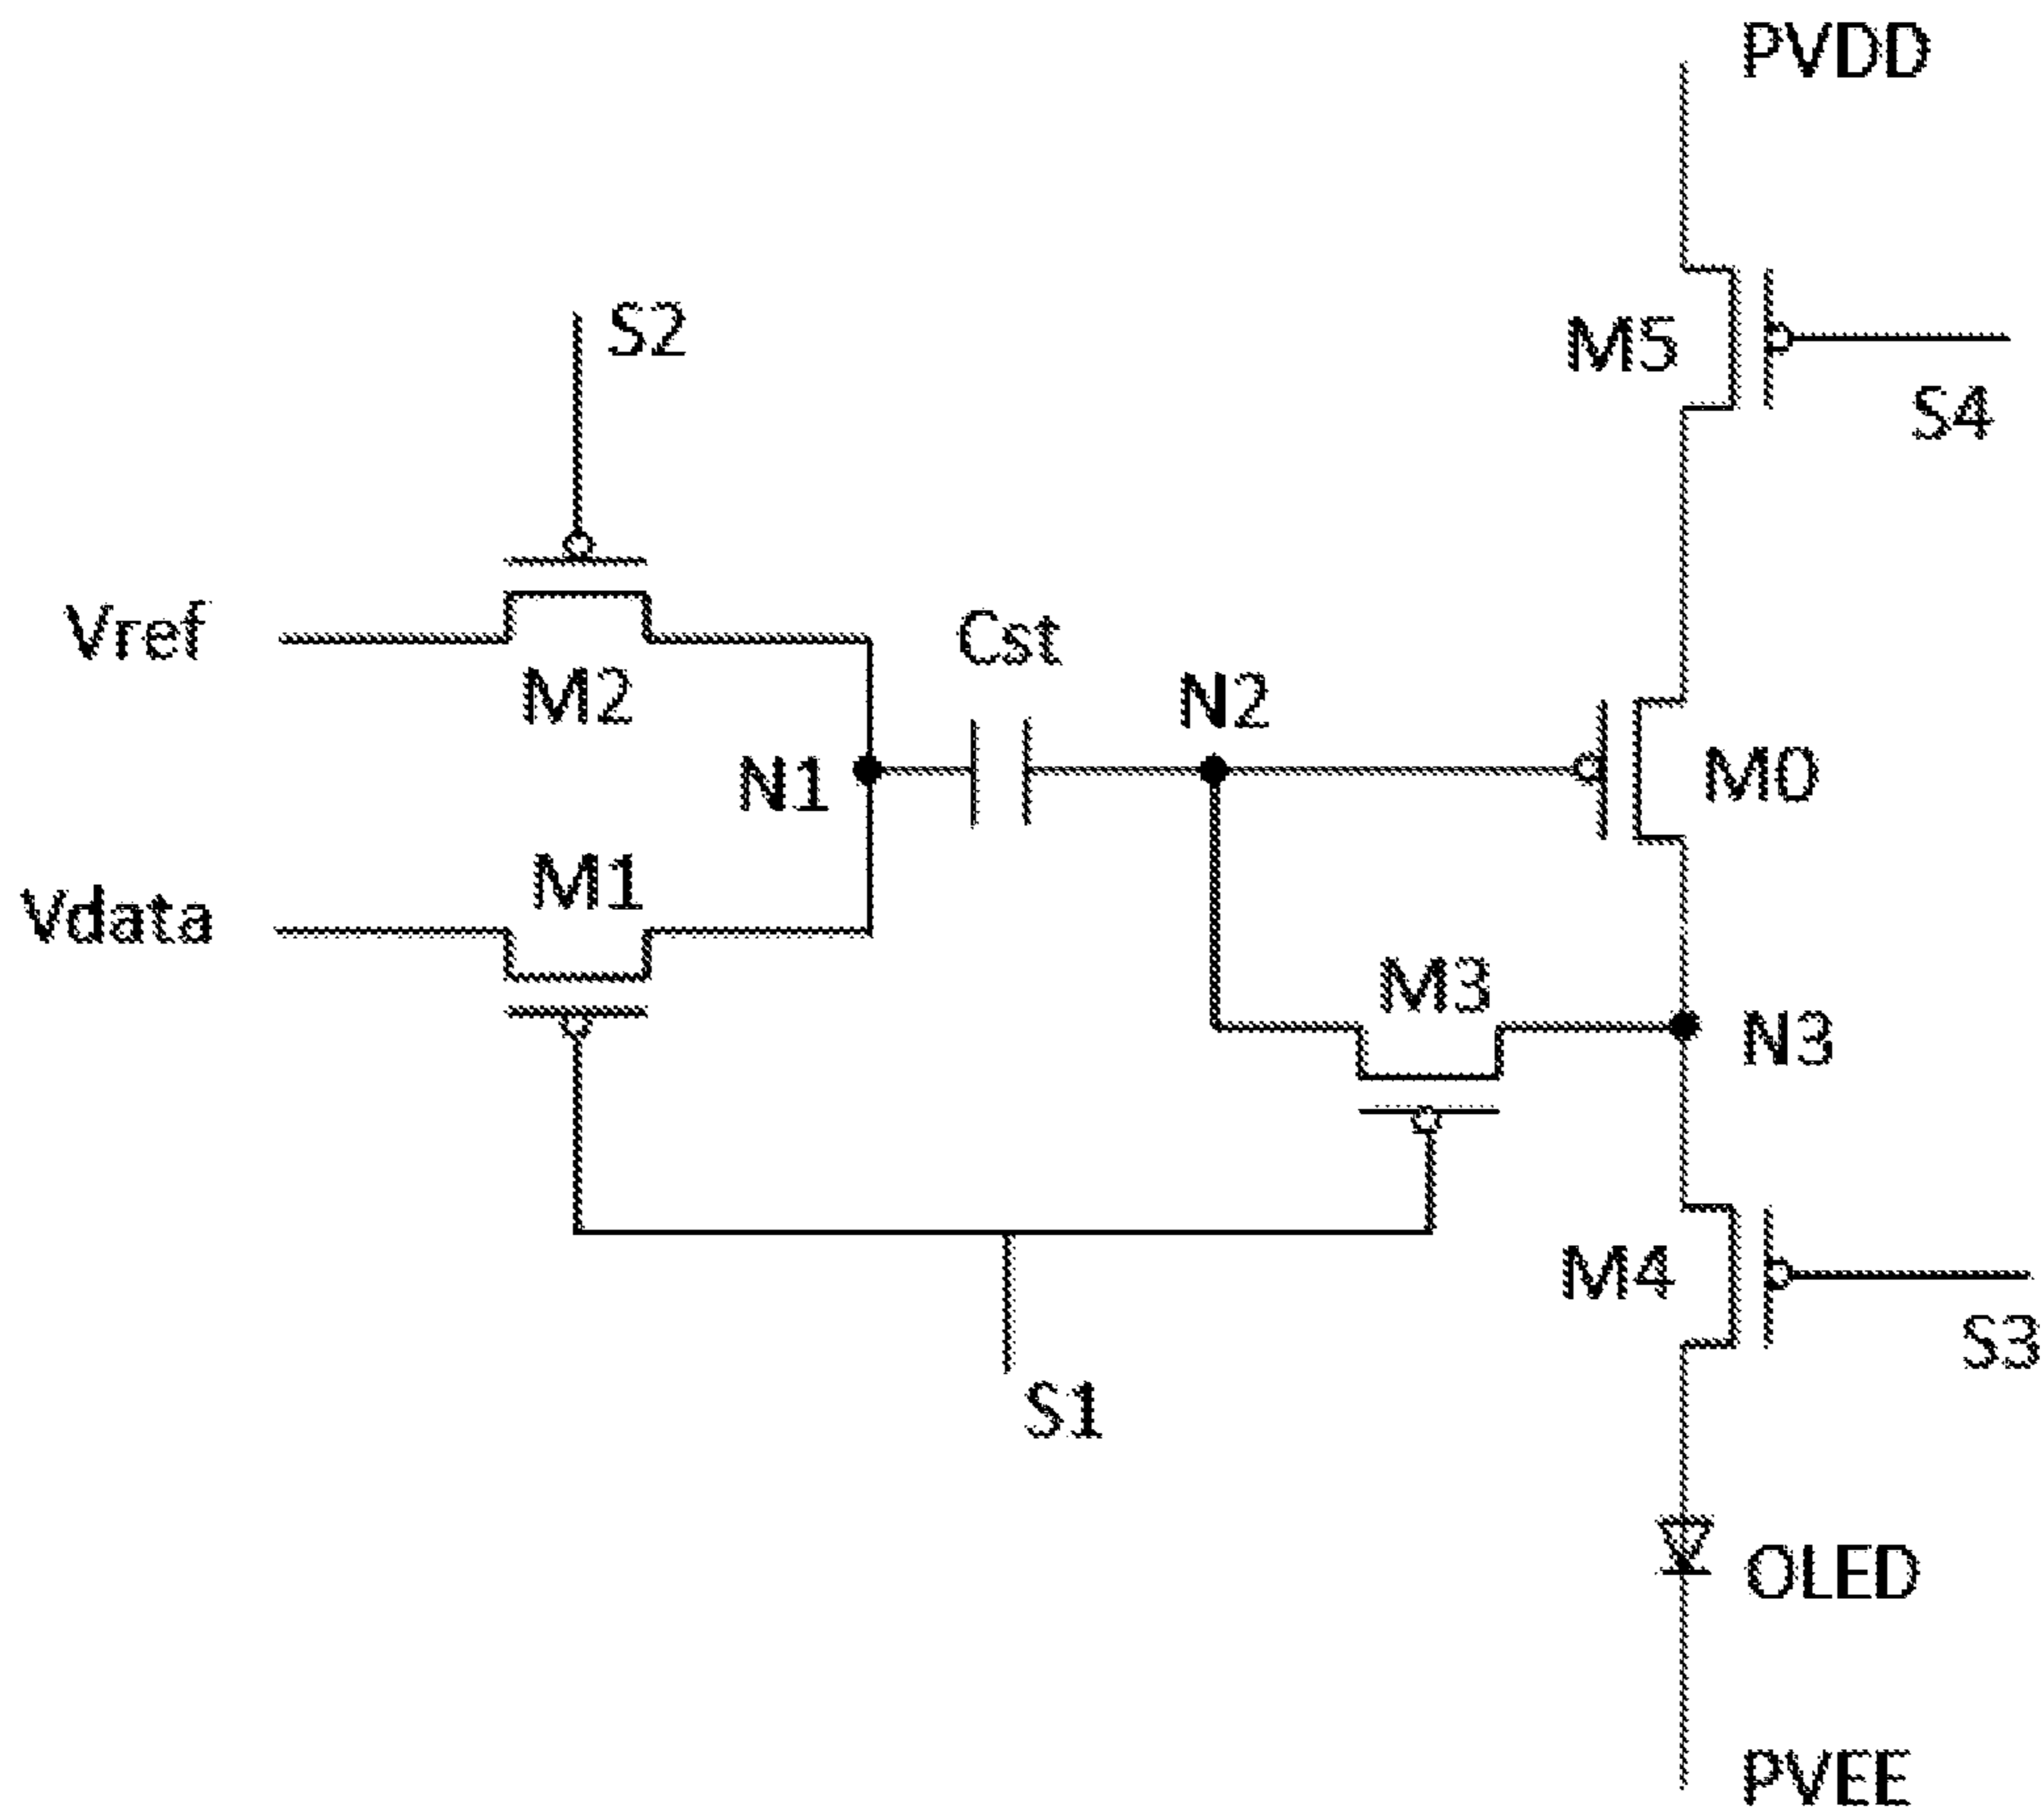 PVDD
S2
M5
S4
Vref
Cst
M2
N2
N1
M0
M1
Vdata
M3
N3
M4
S3
S1
OLED
PVEE